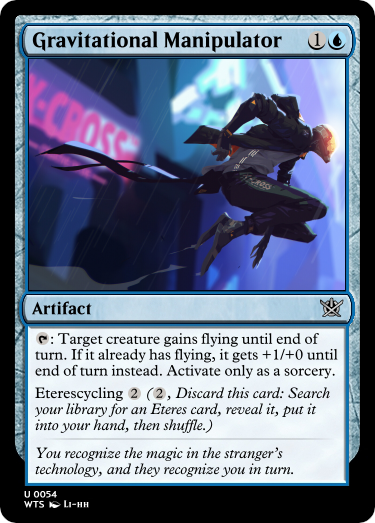 Gravitational Manipulator 1
X-CROSS
Artifact
: Target creature gains flying until end of
turn. If it already has flying, it gets +1/+0 until
end of turn instead. Activate only as a sorcery.
Eterescycling 2 (2, Discard this card: Search
your library for an Eteres card, reveal it, put it
into your hand, then shuffle.)
You recognize the magic in the stranger's
technology, and they recognize you in turn.
U 0054
WTS Li-hh